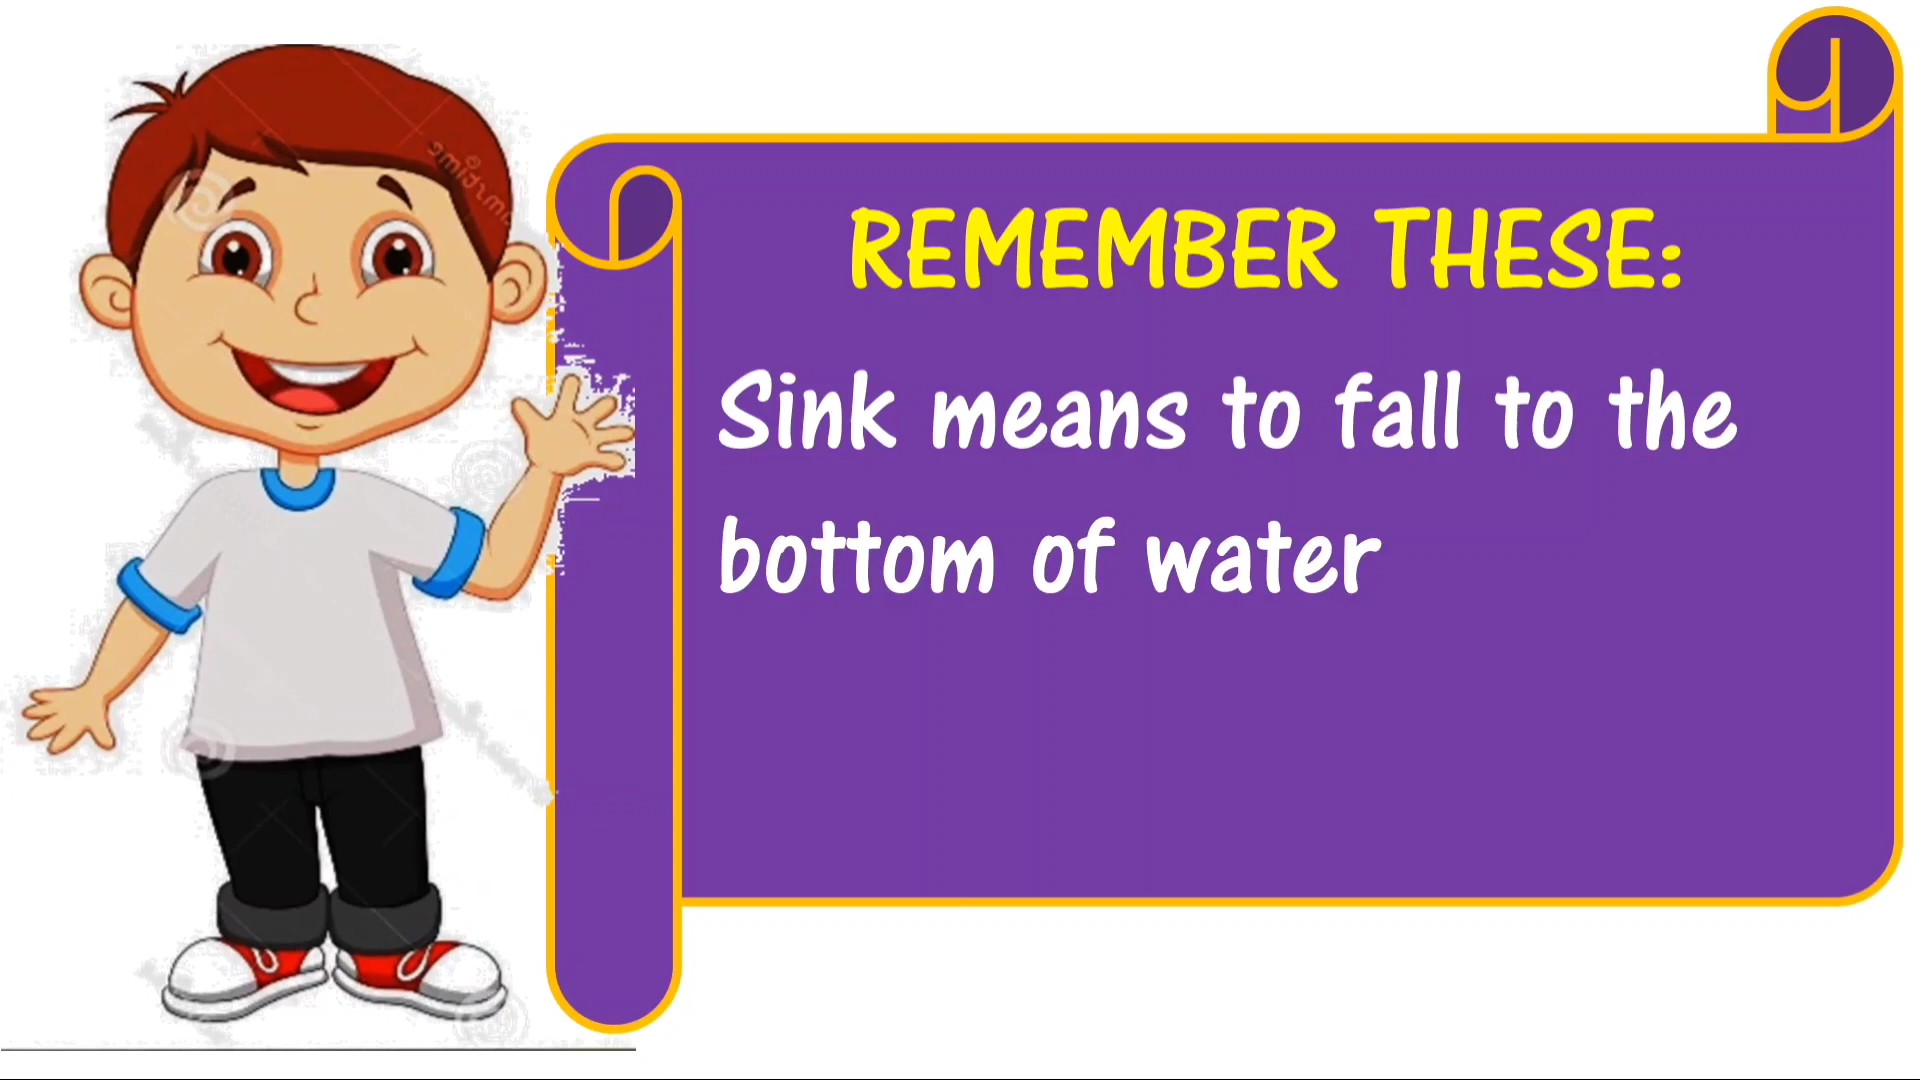 REMEMBER THESE:
Sink means to fall to the
bottom of water